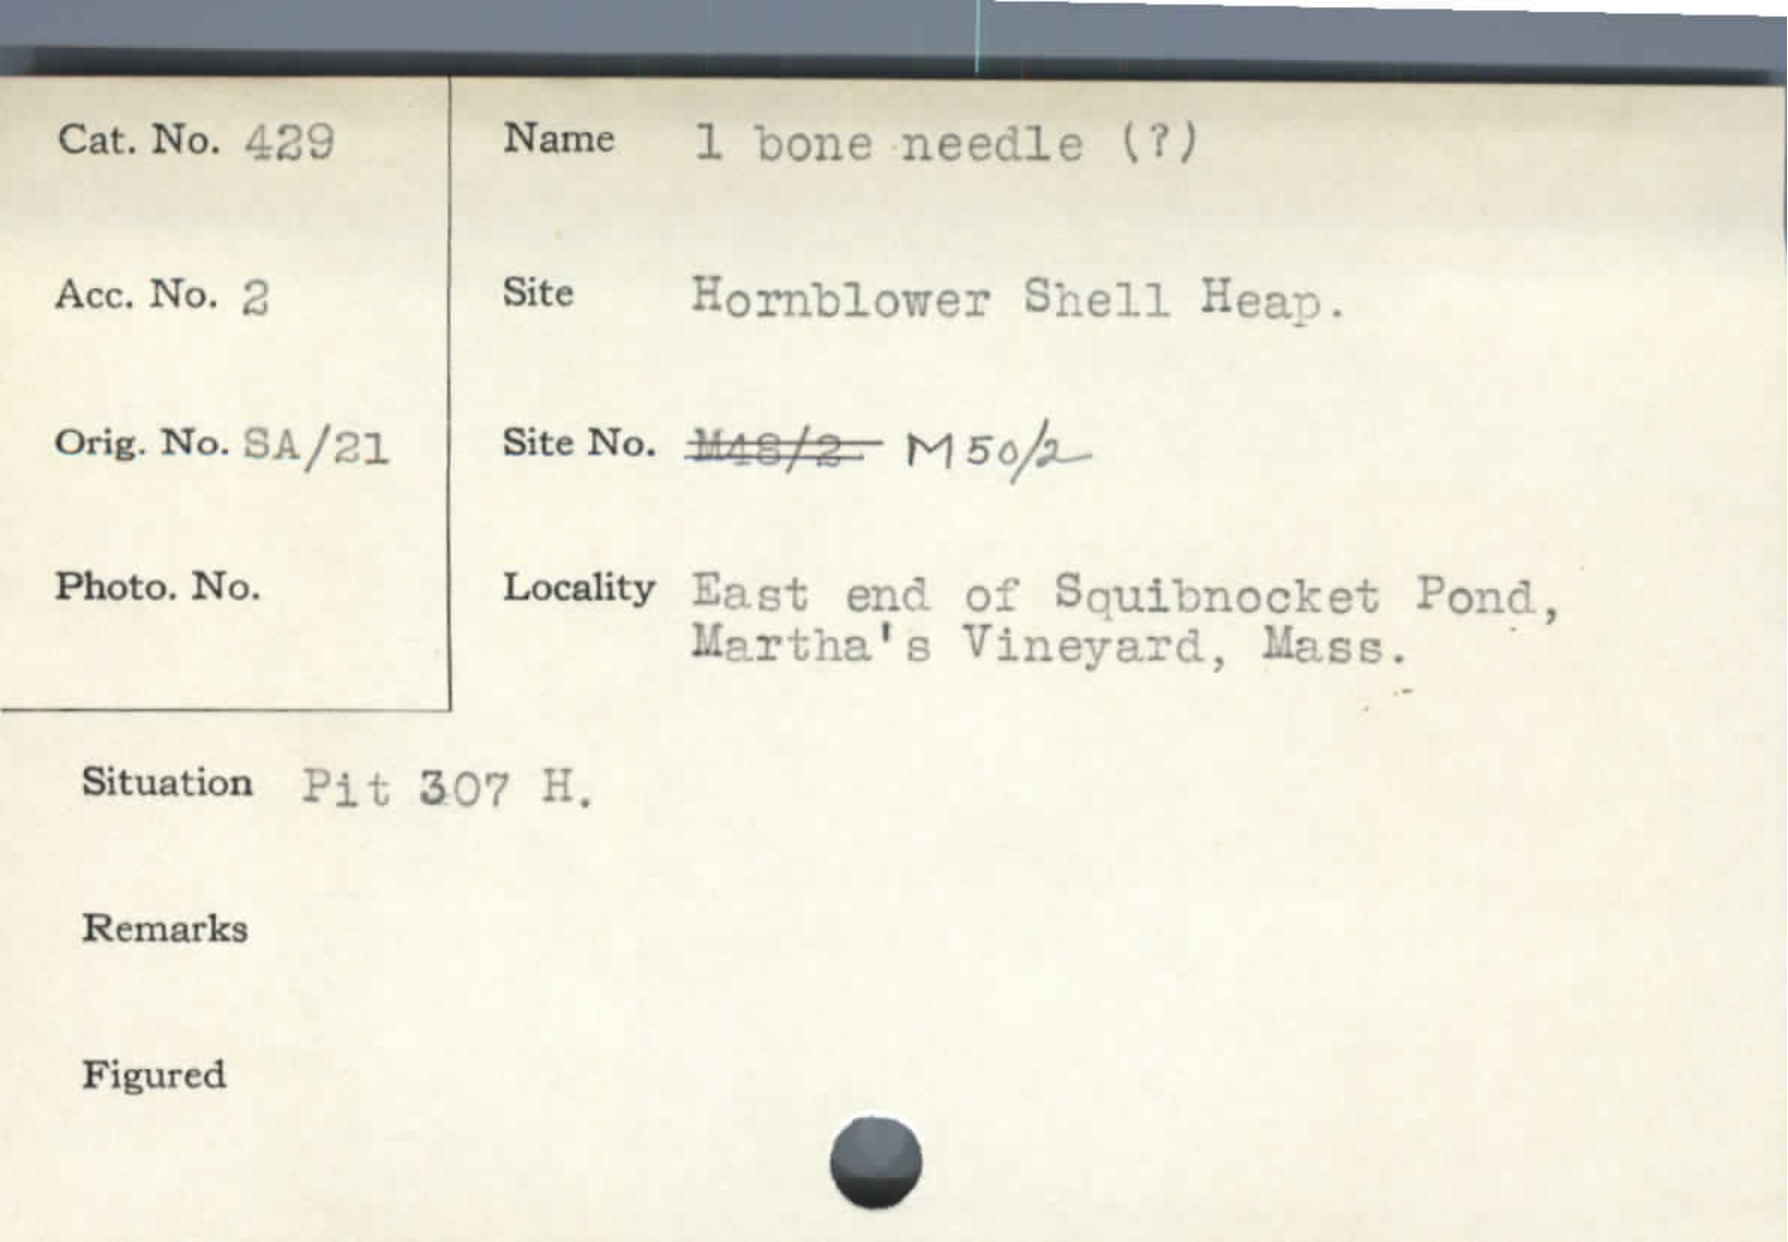 Cat. No. 429
Name 1 bone needle (?)
Acc. No. 2
Site Hornblower Shell Heap.
Orig. No. SA/21
Site No. M48/2 M50/2
Photo. No.
Locality East end of Squibnocket Pond,
Martha's Vineyard, Mass.
Situation Pit 307 H.
Remarks
Figured